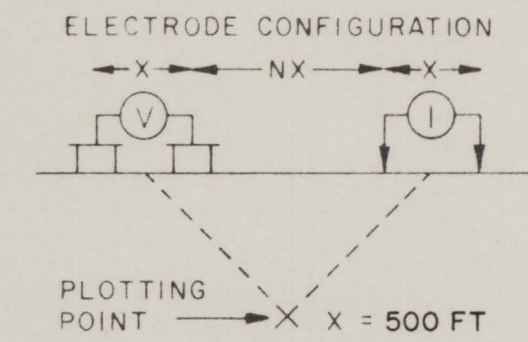 ELECTRODE CONFIGURATION
X NX X
V I
PLOTTING
POINT X X = 500 FT